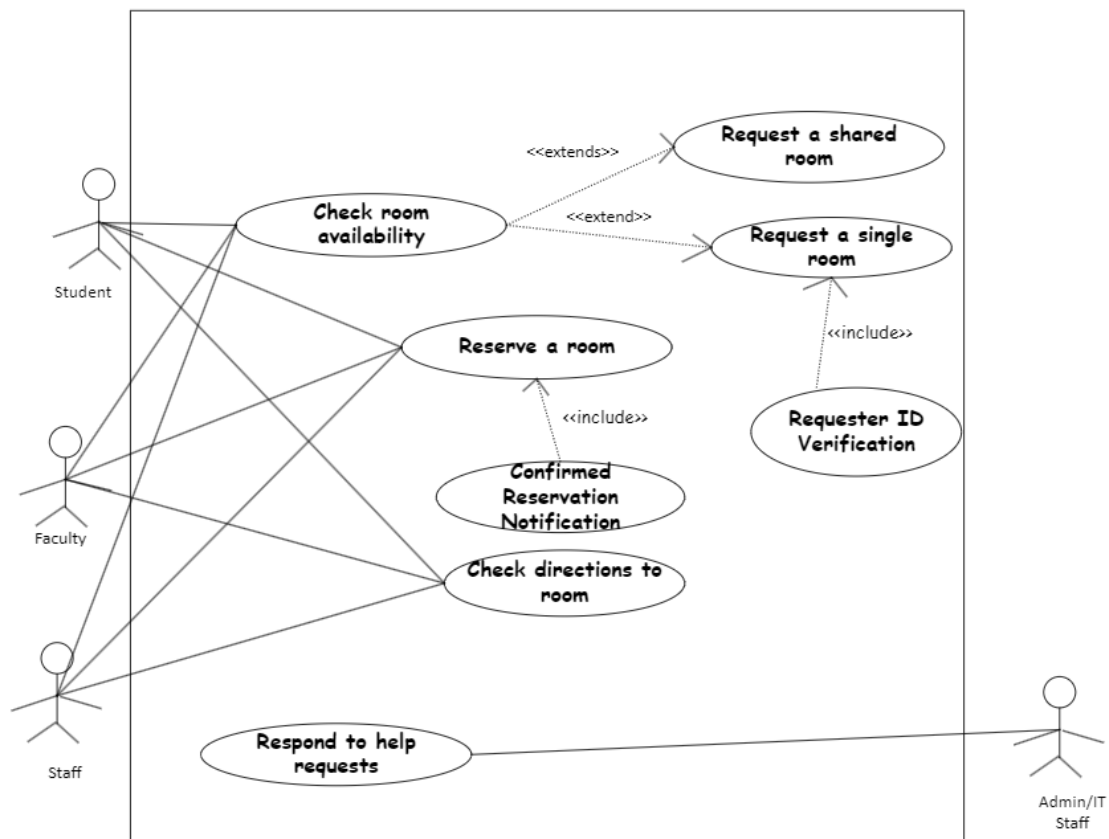 Request a shared
room
<<extends>>
Check room
availability
<<extend>>
Request a single
room
Student
Reserve a room
<<include>>
<<include>>
Requester ID
Verification
Confirmed
Reservation
Notification
Faculty
Check directions to
room
Respond to help
requests
Staff
Admin/IT
Staff